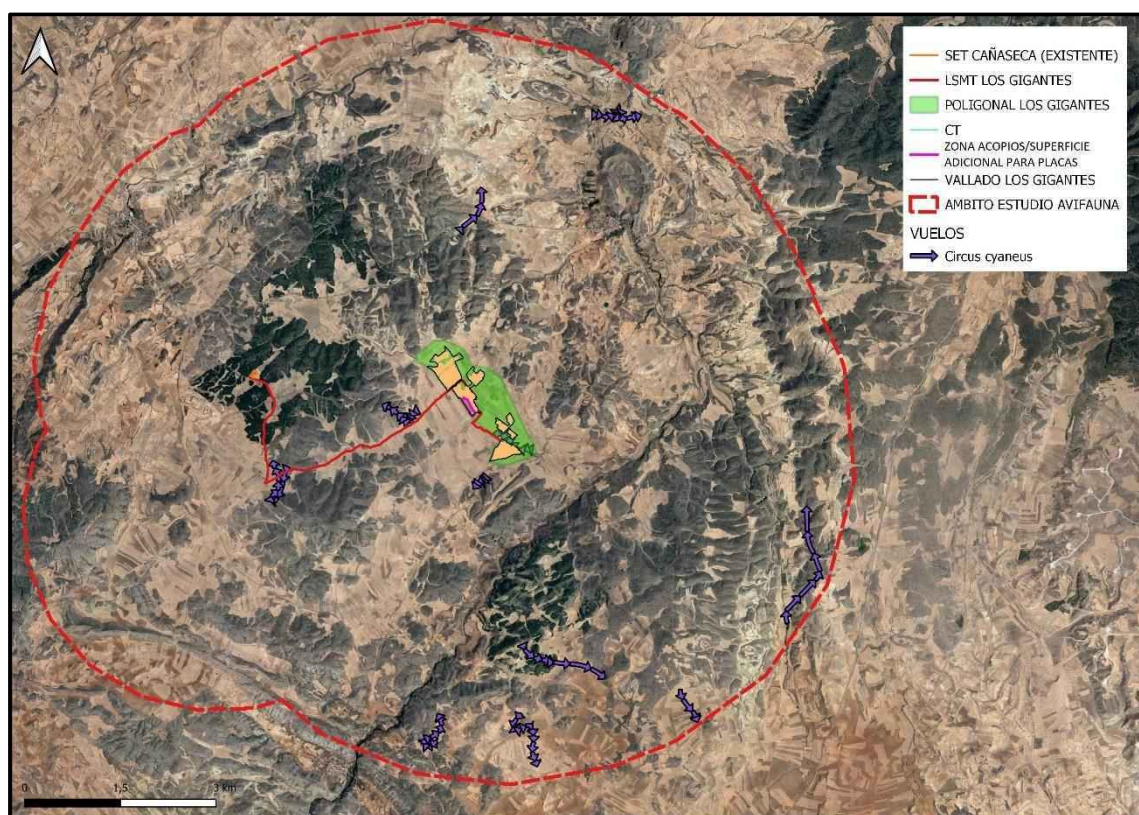 SET CAÑASECA (EXISTENTE)
LSMT LOS GIGANTES
POLIGONAL LOS GIGANTES
CT
ZONA ACOPIOS/SUPERFICIE
ADICIONAL PARA PLACAS
VALLADO LOS GIGANTES
AMBITO ESTUDIO AVIFAUNA
VUELOS
Circus cyaneus
0 1,5 3 km